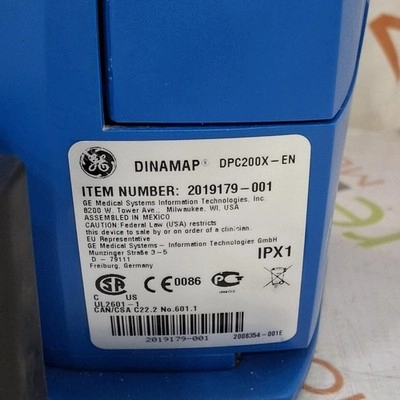 GE
DINAMAP® DPC200X-EN
ITEM NUMBER: 2019179-001
GE Medical Systems Information Technologies, Inc.
8200 W. Tower Ave., Milwaukee, WI, USA
ASSEMBLED IN MEXICO
CAUTION: Federal Law (USA) restricts
this device to sale by or on order of a clinician.
EU Representative
GE Medical Systems - Information Technologies GmbH
Munzinger Straße 3-5
D - 79111
Freiburg, Germany
IPX1
SA CE 0086
C US
UL2601-1
CAN/CSA C22.2 No.601.1
2019179-001
2008354-001E